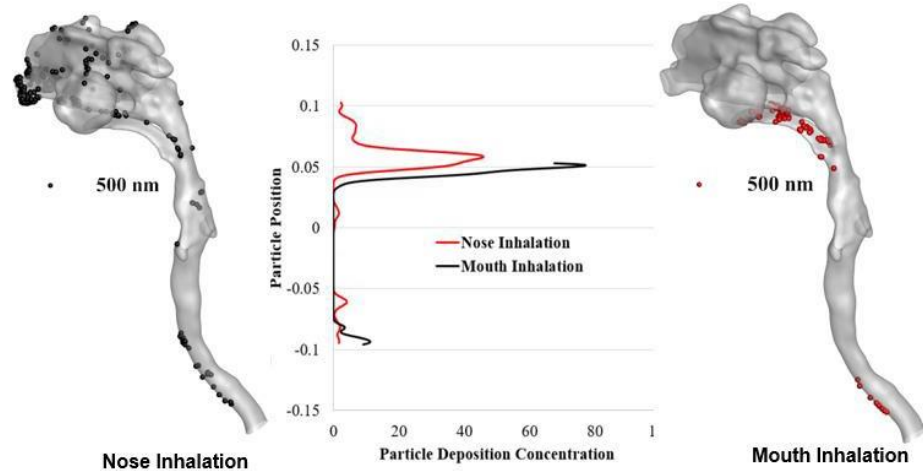 500 nm
Nose Inhalation
0.15
0.1
0.05
0
-0.05
-0.1
-0.15
Particle Position
Nose Inhalation
Mouth Inhalation
0
20
40
60
80
1
Particle Deposition Concentration
500 nm
Mouth Inhalation